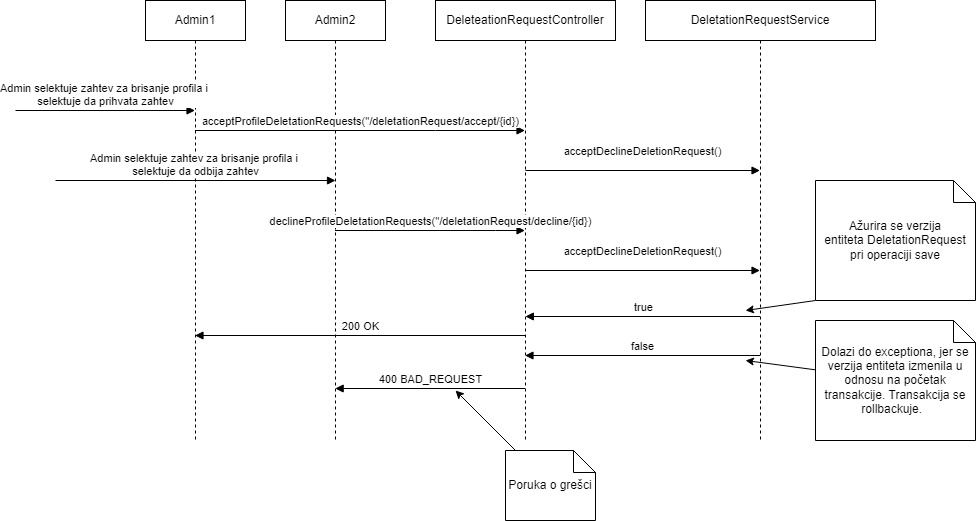 Admin1
Admin2
DeleteationRequestController
DeletationRequestService
Admin selektuje zahtev za brisanje profila i
selektuje da prihvata zahtev
acceptProfileDeletationRequests("/deletationRequest/accept/{id})
acceptDeclineDeletionRequest()
Admin selektuje zahtev za brisanje profila i
selektuje da odbija zahtev
declineProfileDeletationRequests("/deletationRequest/decline/{id})
acceptDeclineDeletionRequest()
Ažurira se verzija
entiteta DeletationRequest
pri operaciji save
true
200 OK
false
Dolazi do exceptiona, jer se
verzija entiteta izmenila u
odnosu na početak
transakcije. Transakcija se
rollbackuje.
400 BAD_REQUEST
Poruka o grešci